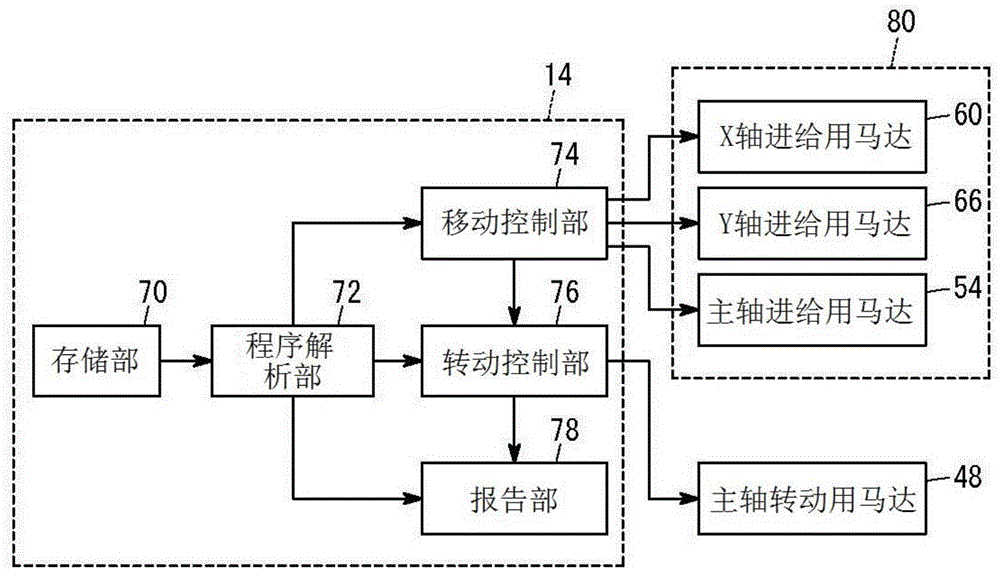 80
14
60
X轴进给用马达
74
66
移动控制部
Y轴进给用马达
70
72
76
54
主轴进给用马达
存储部
程序解
析部
转动控制部
78
报告部
48
主轴转动用马达